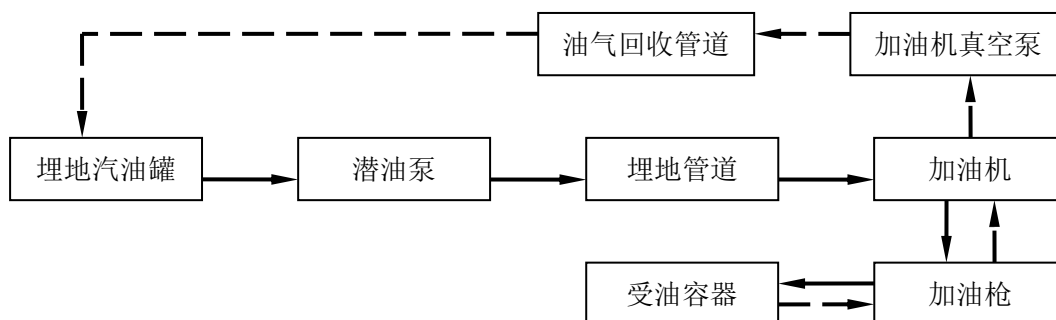 油气回收管道
加油机真空泵
埋地汽油罐
潜油泵
埋地管道
加油机
受油容器
加油枪